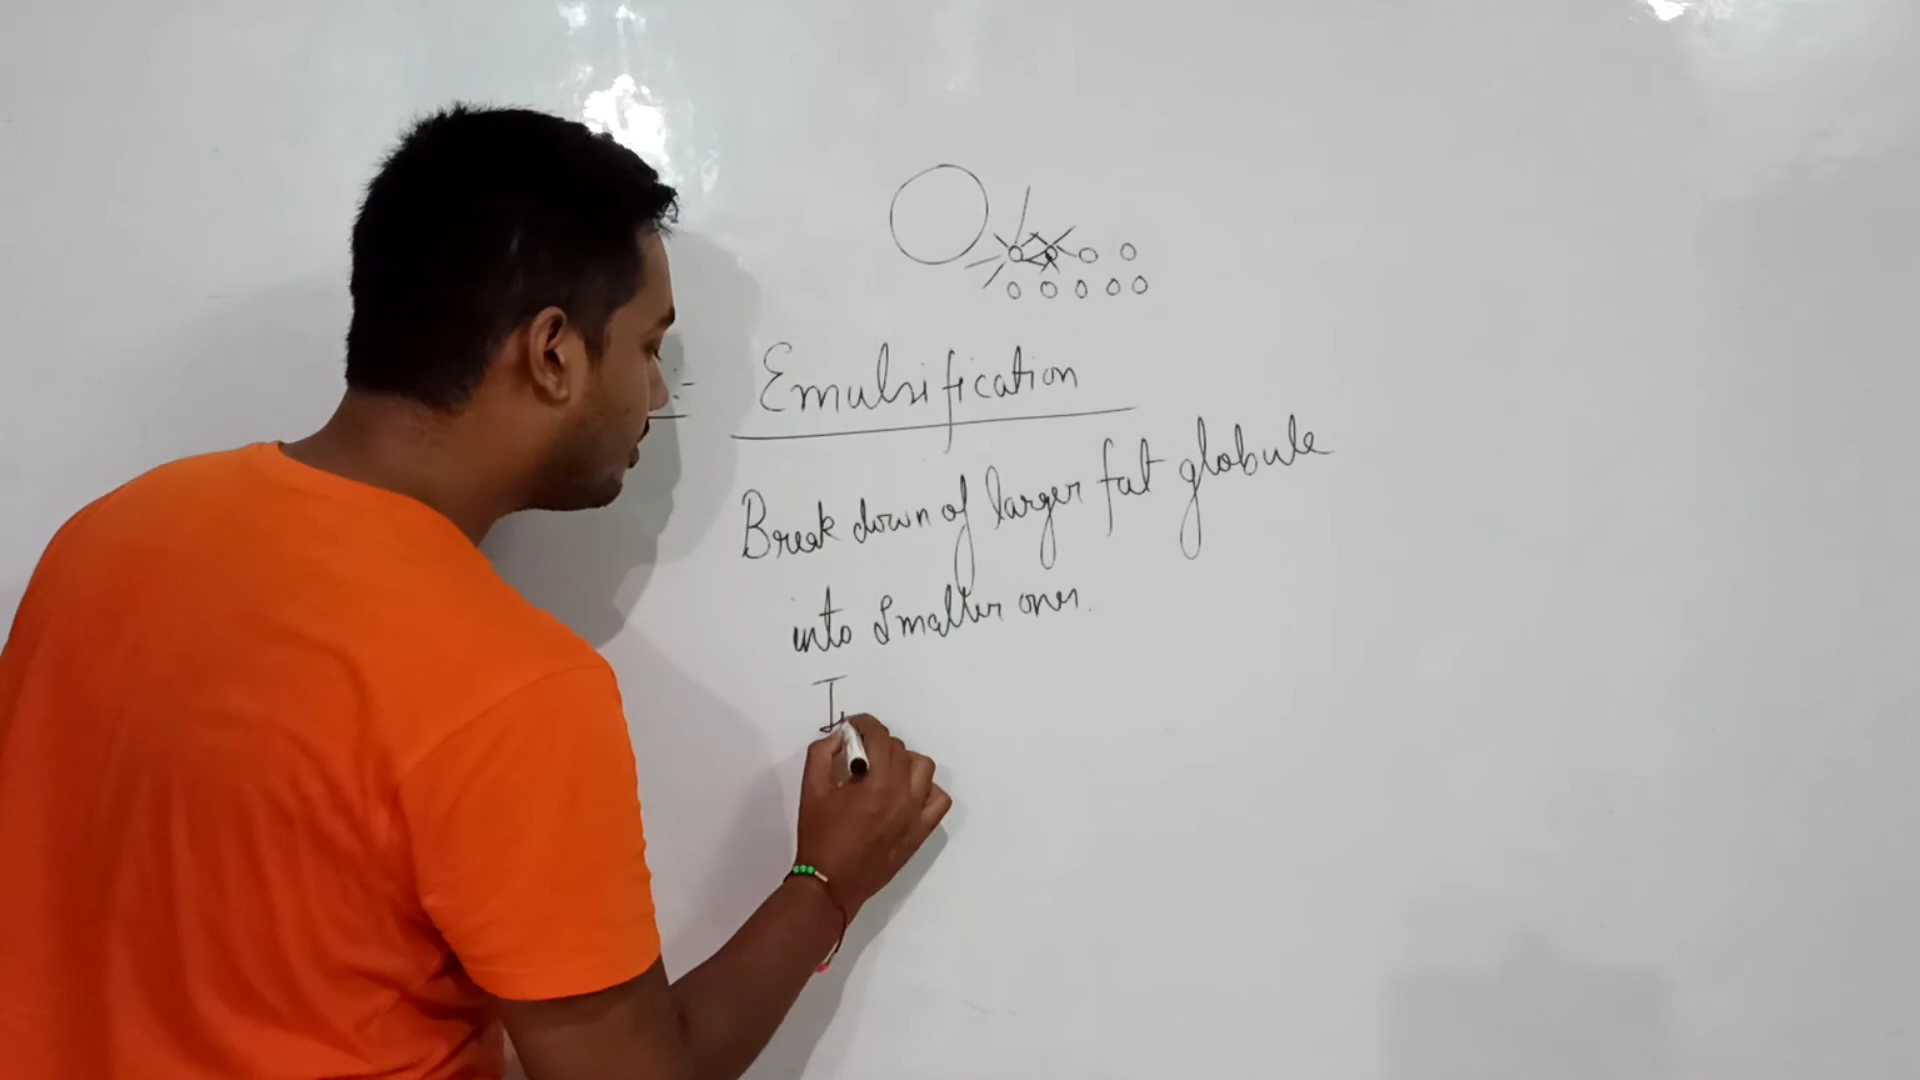 :- Emulsification
Break down of larger fat globule
into Smaller ones.
I